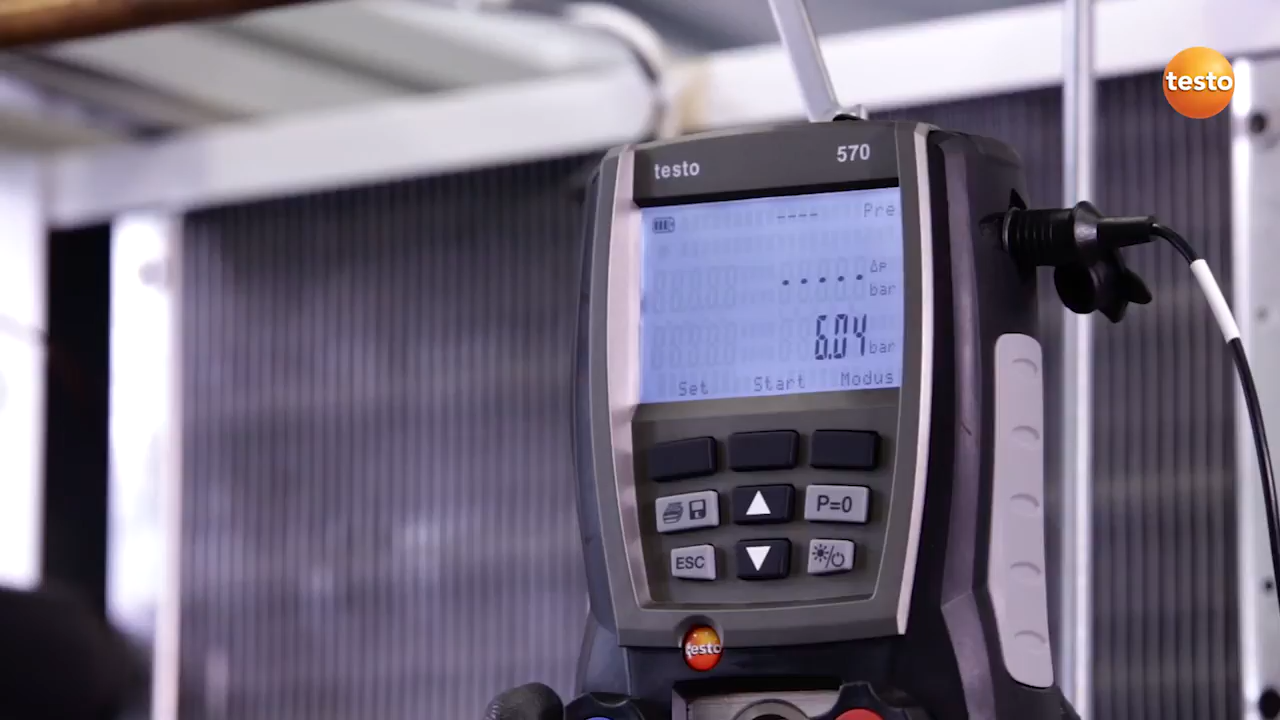 testo
testo 570
---- Pre
Δp
bar
6.04 bar
Set Start Modus
P=0
ESC
testo